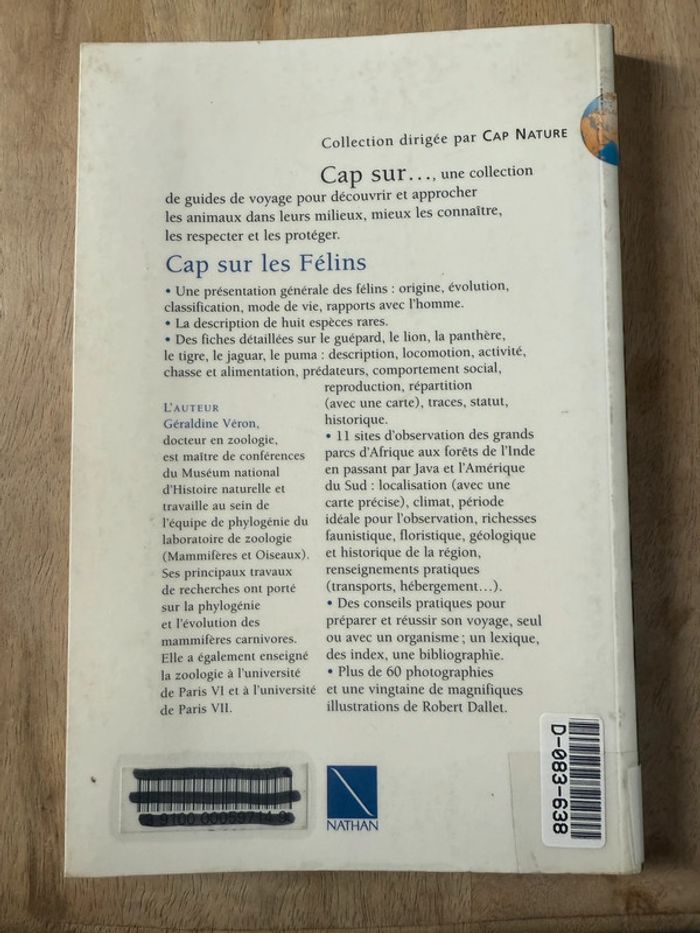 Collection dirigée par CAP NATURE
Cap sur..., une collection
de guides de voyage pour découvrir et approcher
les animaux dans leurs milieux, mieux les connaître,
les respecter et les protéger.
Cap sur les Félins
• Une présentation générale des félins : origine, évolution,
classification, mode de vie, rapports avec l'homme.
• La description de huit espèces rares.
• Des fiches détaillées sur le guépard, le lion, la panthère,
le tigre, le jaguar, le puma : description, locomotion, activité,
chasse et alimentation, prédateurs, comportement social,
reproduction, répartition
(avec une carte), traces, statut,
historique.
• 11 sites d'observation des grands
parcs d'Afrique aux forêts de l'Inde
en passant par Java et l'Amérique
du Sud : localisation (avec une
carte précise), climat, période
idéale pour l'observation, richesses
faunistique, floristique, géologique
et historique de la région,
renseignements pratiques
(transports, hébergement...).
• Des conseils pratiques pour
préparer et réussir son voyage, seul
ou avec un organisme ; un lexique,
des index, une bibliographie.
• Plus de 60 photographies
et une vingtaine de magnifiques
illustrations de Robert Dallet.
L'AUTEUR
Géraldine Véron,
docteur en zoologie,
est maître de conférences
du Muséum national
d'Histoire naturelle et
travaille au sein de
l'équipe de phylogénie du
laboratoire de zoologie
(Mammifères et Oiseaux).
Ses principaux travaux
de recherches ont porté
sur la phylogénie
et l'évolution des
mammifères carnivores.
Elle a également enseigné
la zoologie à l'université
de Paris VI et à l'université
de Paris VII.
NATHAN
D-083-638